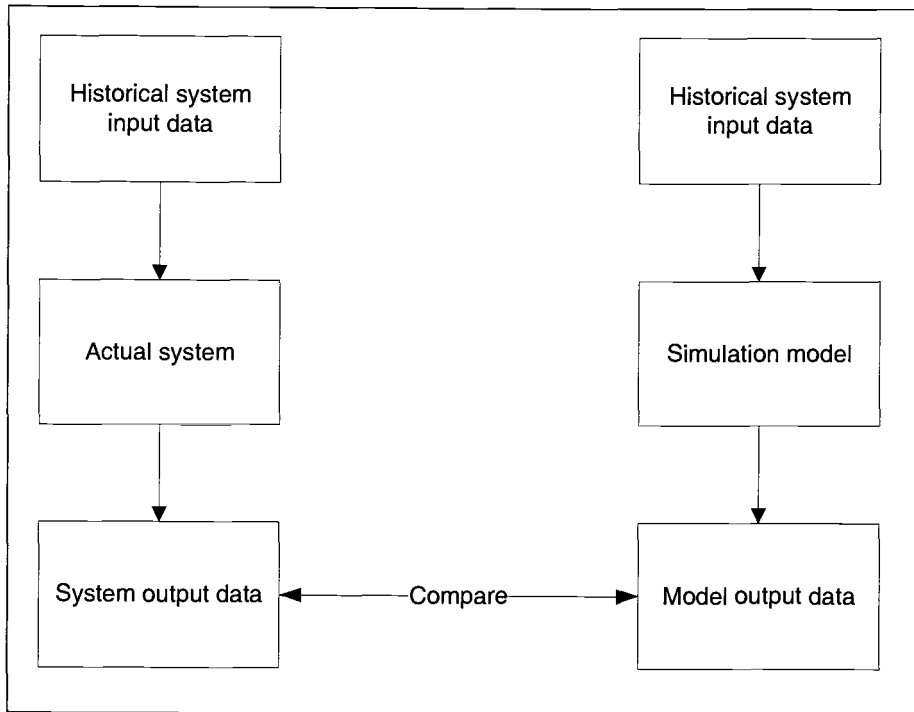 Historical system
input data
Historical system
input data
Actual system
Simulation model
System output data
Compare
Model output data